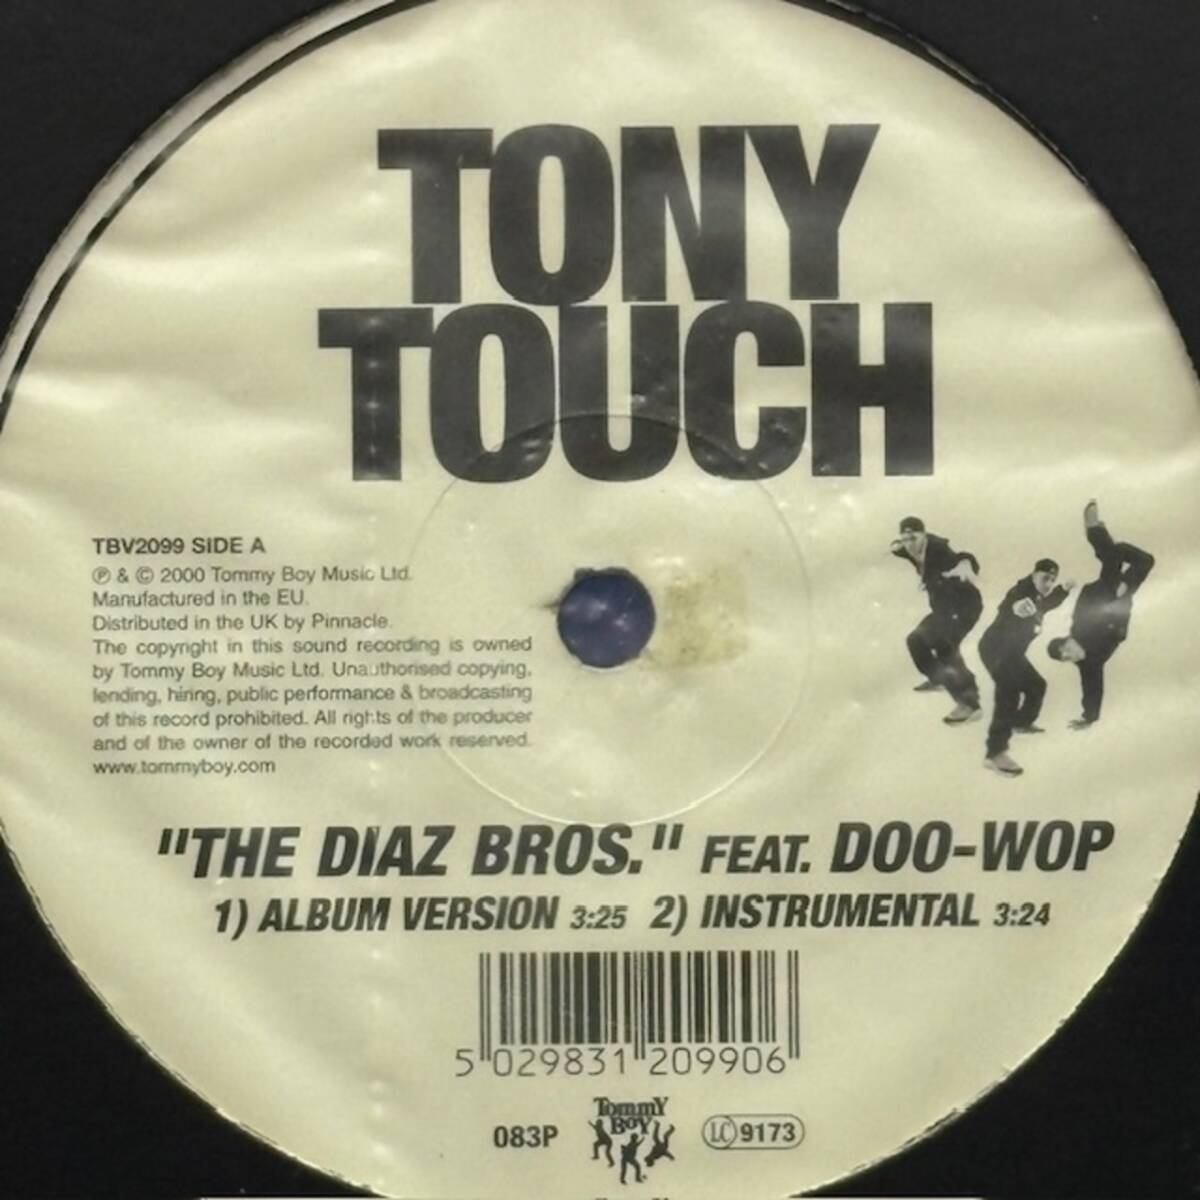 TONY
TOUCH
TBV2099 SIDE A
℗ & © 2000 Tommy Boy Music Ltd.
Manufactured in the EU.
Distributed in the UK by Pinnacle.
The copyright in this sound recording is owned
by Tommy Boy Music Ltd. Unauthorised copying,
lending, hiring, public performance & broadcasting
of this record prohibited. All rights of the producer
and of the owner of the recorded work reserved.
www.tommyboy.com
"THE DIAZ BROS." FEAT. DOO-WOP
1) ALBUM VERSION 3:25 2) INSTRUMENTAL 3:24
5 029831 209906
083P
TommY
BoY
LC 9173